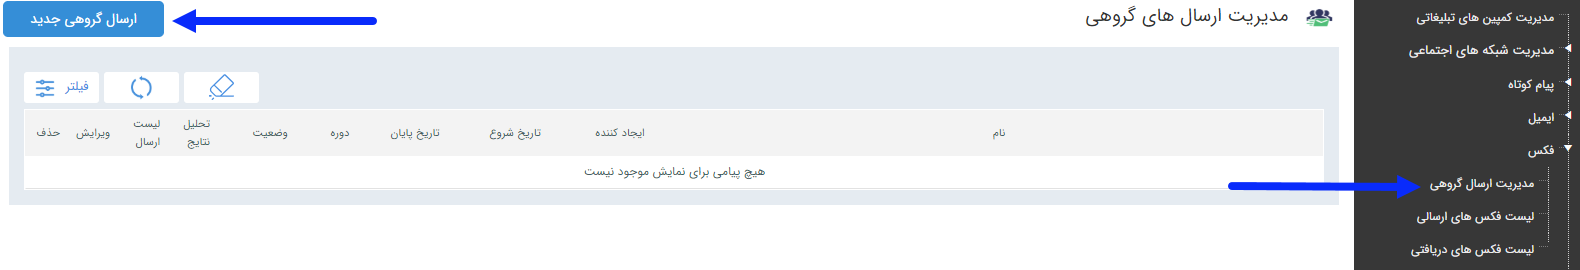 مدیریت کمپین های تبلیغاتی
مدیریت شبکه های اجتماعی
پیام کوتاه
ایمیل
فکس
مدیریت ارسال گروهی
لیست فکس های ارسالی
لیست فکس های دریافتی
مدیریت ارسال های گروهی
ارسال گروهی جدید
فیلتر
نام
ایجاد کننده
تاریخ شروع
تاریخ پایان
دوره
وضعیت
تحلیل
نتایج
لیست
ارسال
ویرایش
حذف
هیچ پیامی برای نمایش موجود نیست